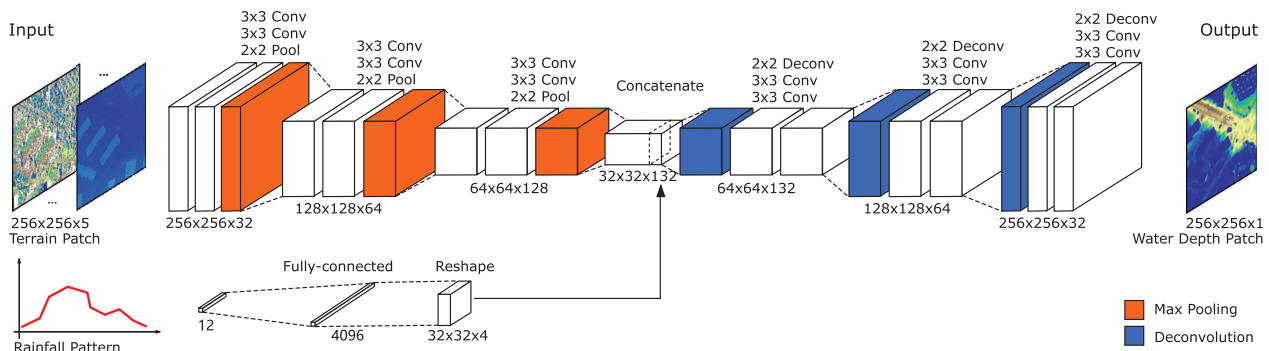 Input
3x3 Conv
3x3 Conv
2x2 Pool
3x3 Conv
3x3 Conv
2x2 Pool
3x3 Conv
3x3 Conv
2x2 Pool
Concatenate
2x2 Deconv
3x3 Conv
3x3 Conv
2x2 Deconv
3x3 Conv
3x3 Conv
2x2 Deconv
3x3 Conv
3x3 Conv
Output
...
...
256x256x5
Terrain Patch
256x256x32
128x128x64
64x64x128
32x32x132
64x64x132
128x128x64
256x256x32
256x256x1
Water Depth Patch
Rainfall Pattern
12
Fully-connected
4096
Reshape
32x32x4
Max Pooling
Deconvolution